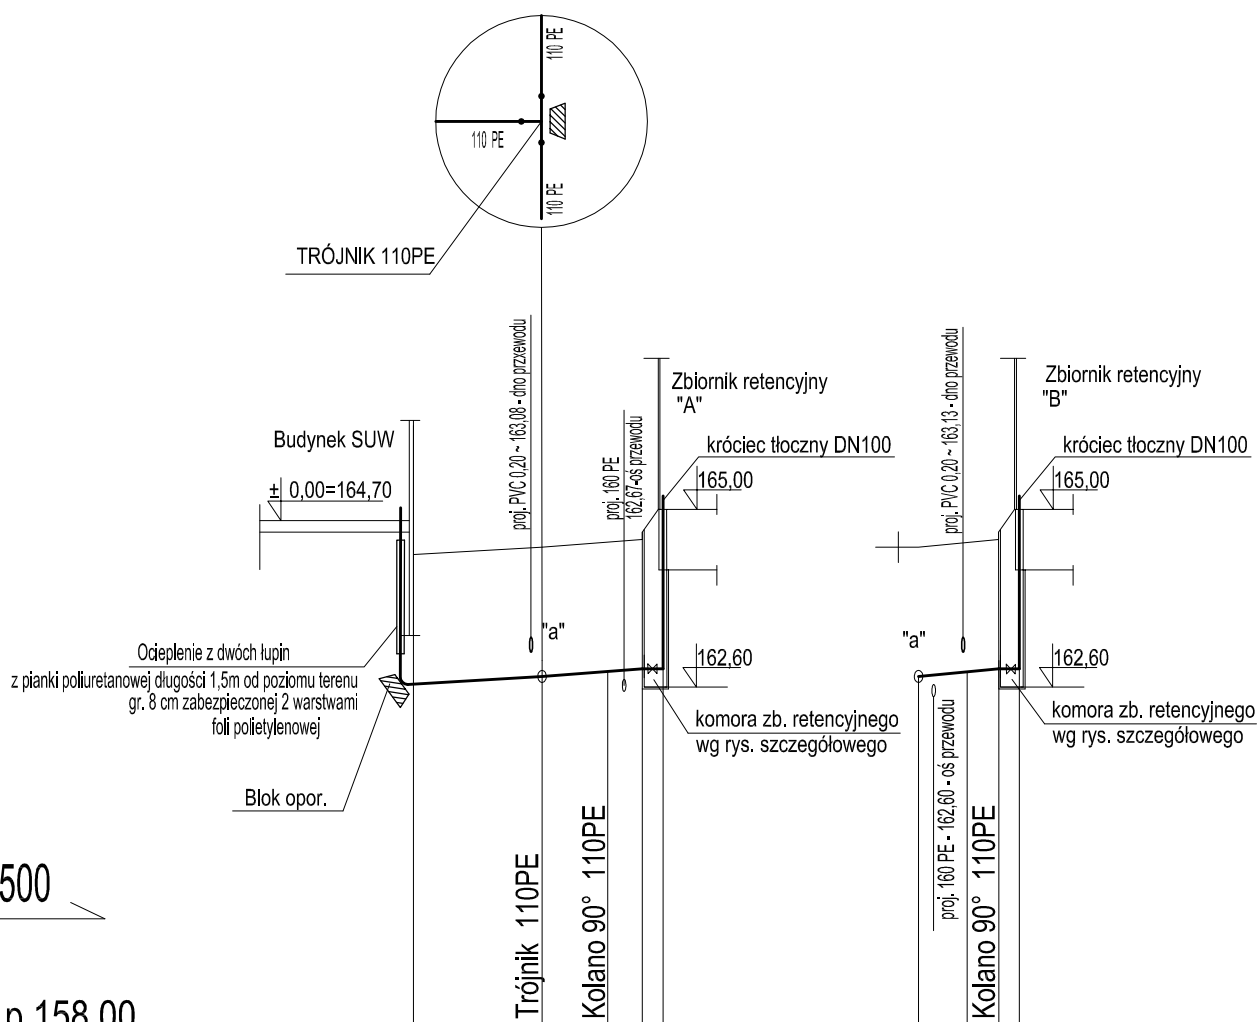 110 PE
110 PE
110 PE
TRÓJNIK 110PE
proj. PVC 0,20 ~ 163,08 - dno przxewodu
proj. 160 PE
162,67-oś przewodu
proj. PVC 0,20 ~ 163,13 - dno przewodu
Zbiornik retencyjny
"A"
Zbiornik retencyjny
"B"
Budynek SUW
króciec tłoczny DN100
króciec tłoczny DN100
± 0,00=164,70
165,00
165,00
"a"
"a"
Ocieplenie z dwóch łupin
z pianki poliuretanowej długości 1,5m od poziomu terenu
gr. 8 cm zabezpieczonej 2 warstwami
foli polietylenowej
162,60
162,60
komora zb. retencyjnego
wg rys. szczegółowego
komora zb. retencyjnego
wg rys. szczegółowego
Blok opor.
proj. 160 PE - 162,60 - oś przewodu
Trójnik 110PE
Kolano 90° 110PE
Kolano 90° 110PE
500
p.158,00